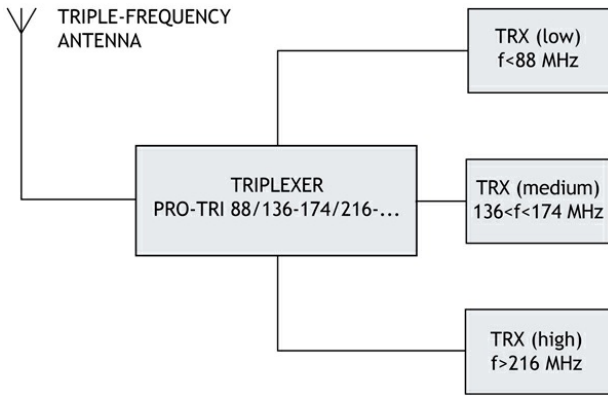 TRIPLE-FREQUENCY
ANTENNA
TRX (low)
f<88 MHz
TRIPLEXER
PRO-TRI 88/136-174/216-...
TRX (medium)
136<f<174 MHz
TRX (high)
f>216 MHz